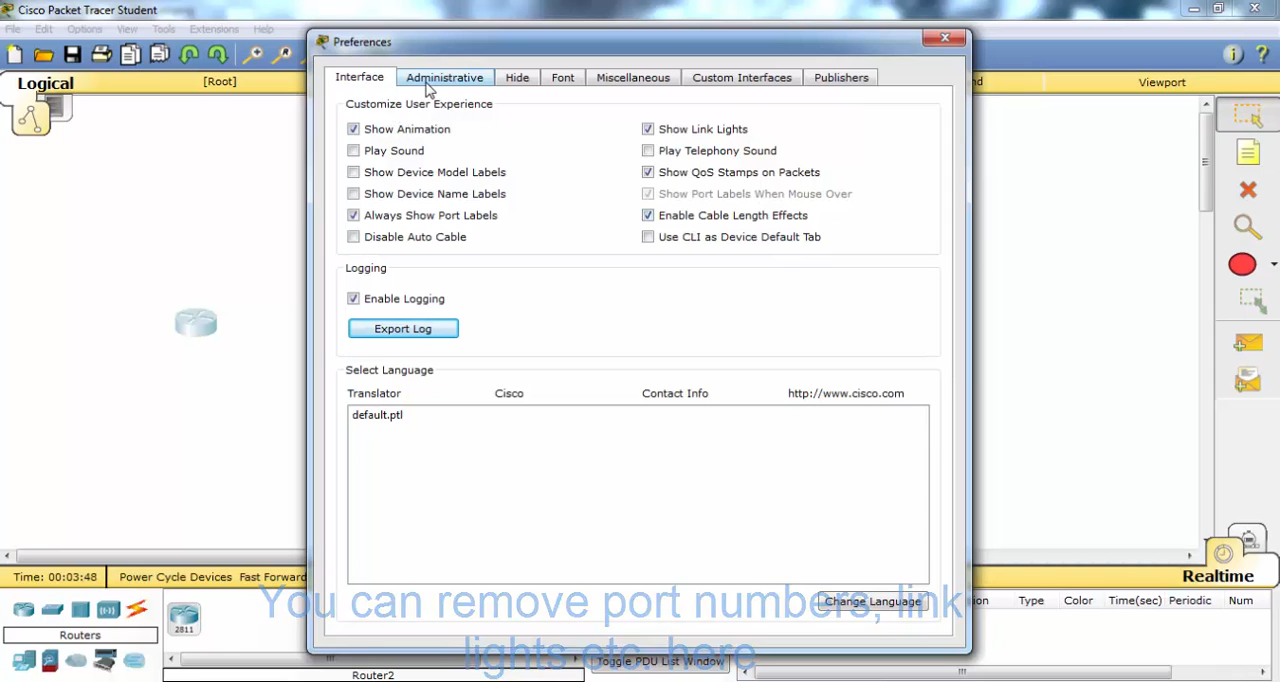 Cisco Packet Tracer Student
File Edit Options View Tools Extensions Help
Preferences
Logical
[Root]
Viewport
Interface Administrative Hide Font Miscellaneous Custom Interfaces Publishers
Customize User Experience
Show Animation
Show Link Lights
Play Sound
Play Telephony Sound
Show Device Model Labels
Show QoS Stamps on Packets
Show Device Name Labels
Show Port Labels When Mouse Over
Always Show Port Labels
Enable Cable Length Effects
Disable Auto Cable
Use CLI as Device Default Tab
Logging
Enable Logging
Export Log
Select Language
Translator Cisco Contact Info http://www.cisco.com
default.ptl
Change Language
Time: 00:03:48 Power Cycle Devices Fast Forward
Realtime
Type Color Time(sec) Periodic Num
You can remove port numbers, link
lights etc. here
2811
Routers
Toggle PDU List Window
Router2